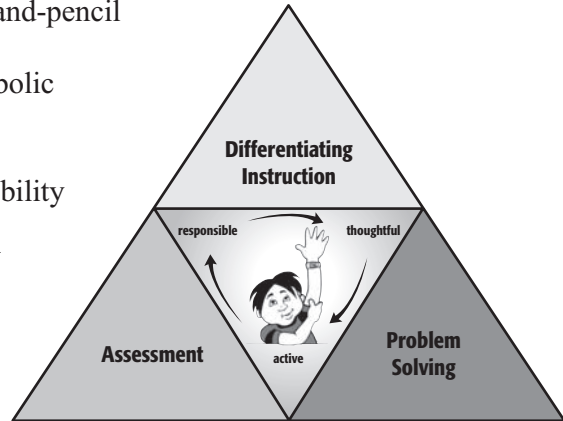 and-pencil
bolic
bility
Differentiating
Instruction
responsible
thoughtful
Assessment
active
Problem
Solving